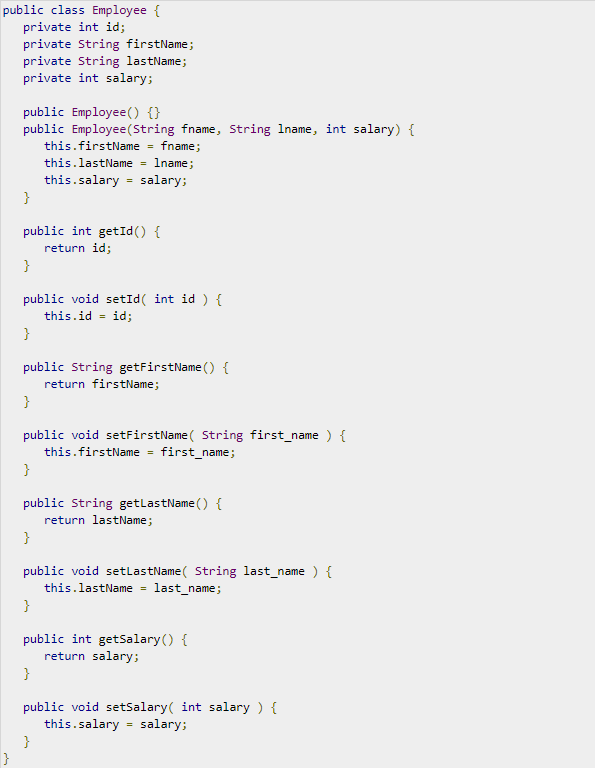 public class Employee {
   private int id;
   private String firstName;
   private String lastName;
   private int salary;

   public Employee() {}
   public Employee(String fname, String lname, int salary) {
      this.firstName = fname;
      this.lastName = lname;
      this.salary = salary;
   }

   public int getId() {
      return id;
   }

   public void setId( int id ) {
      this.id = id;
   }

   public String getFirstName() {
      return firstName;
   }

   public void setFirstName( String first_name ) {
      this.firstName = first_name;
   }

   public String getLastName() {
      return lastName;
   }

   public void setLastName( String last_name ) {
      this.lastName = last_name;
   }

   public int getSalary() {
      return salary;
   }

   public void setSalary( int salary ) {
      this.salary = salary;
   }
}